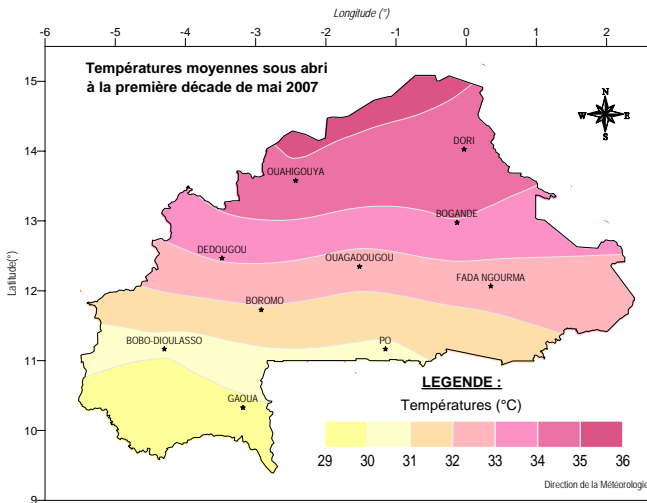 Longitude (°)
-6 -5 -4 -3 -2 -1 0 1 2
Températures moyennes sous abri
à la première décade de mai 2007
N
W E
S
15
14
13
12
11
10
9
Latitude(°)
DORI
OUAHIGOUYA
BOGANDE
DEDOUGOU
OUAGADOUGOU
FADA NGOURMA
BOROMO
BOBO-DIOULASSO
PO
GAOUA
LEGENDE :
Températures (°C)
29 30 31 32 33 34 35 36
Direction de la Météorologie